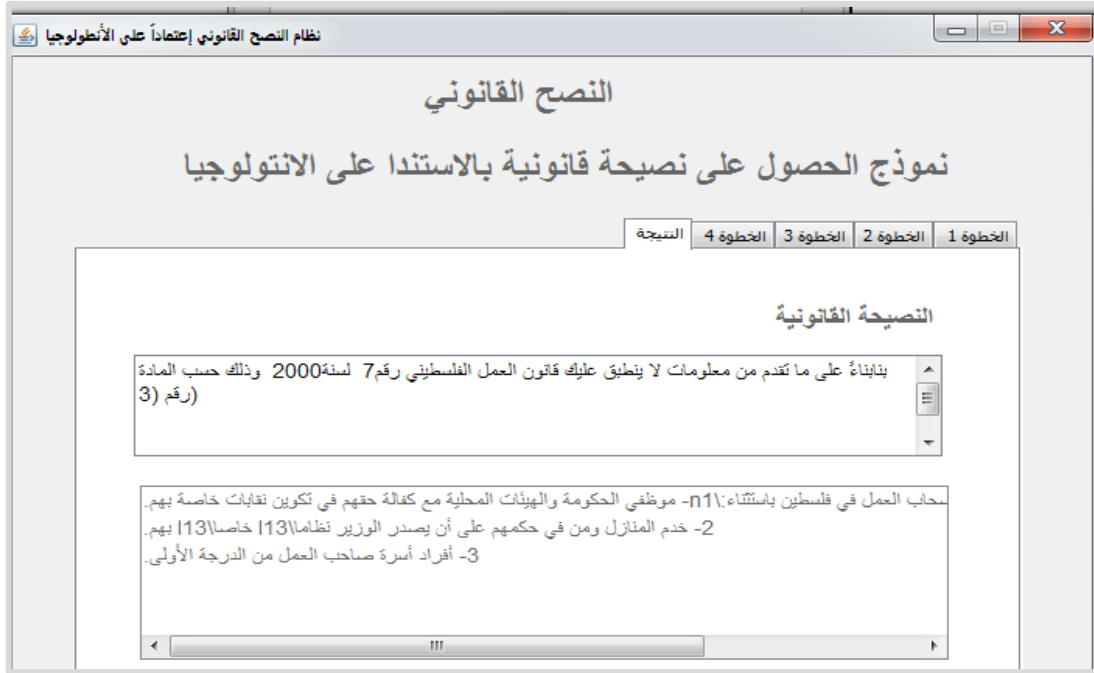 نظام النصح القانوني إعتماداً على الأنطولوجيا
النصح القانوني
نموذج الحصول على نصيحة قانونية بالاستندا على الانتولوجيا
الخطوة 1 الخطوة 2 الخطوة 3 الخطوة 4 النتيجة
النصيحة القانونية
بنابناءً على ما تقدم من معلومات لا ينطبق عليك قانون العمل الفلسطيني رقم7 لسنة2000 وذلك حسب المادة
(رقم (3
حاب العمل في فلسطين باستثناء:\n1- موظفي الحكومة والهيئات المحلية مع كفالة حقهم في تكوين نقابات خاصة بهم.
2- خدم المنازل ومن في حكمهم على أن يصدر الوزير نظاما\l13 خاصا\l13 بهم.
3- أفراد أسرة صاحب العمل من الدرجة الأولى.